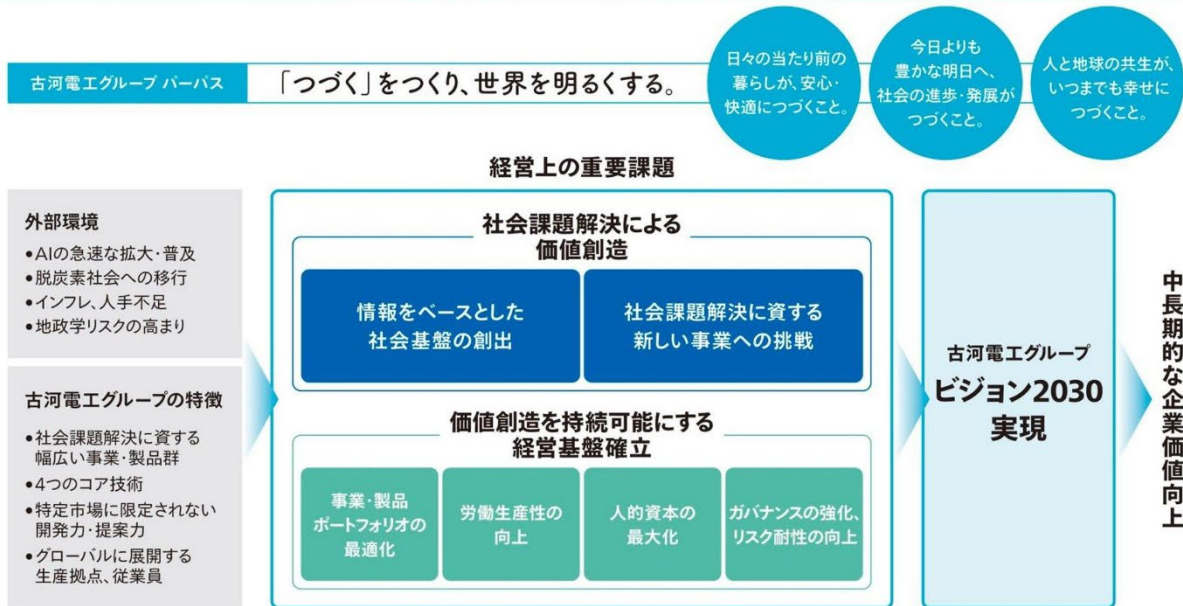 古河電工グループ パーパス
「つづく」をつくり、世界を明るくする。
日々の当たり前の
暮らしが、安心・
快適につづくこと。
今日よりも
豊かな明日へ、
社会の進歩・発展が
つづくこと。
人と地球の共生が、
いつまでも幸せに
つづくこと。
外部環境
●AIの急速な拡大・普及
●脱炭素社会への移行
●インフレ、人手不足
●地政学リスクの高まり
古河電工グループの特徴
●社会課題解決に資する
幅広い事業・製品群
●4つのコア技術
●特定市場に限定されない
開発力・提案力
●グローバルに展開する
生産拠点、従業員
経営上の重要課題
社会課題解決による
価値創造
情報をベースとした
社会基盤の創出
社会課題解決に資する
新しい事業への挑戦
価値創造を持続可能にする
経営基盤確立
事業・製品
ポートフォリオの
最適化
労働生産性の
向上
人的資本の
最大化
ガバナンスの強化、
リスク耐性の向上
古河電工グループ
ビジョン2030
実現
中長期的な企業価値向上